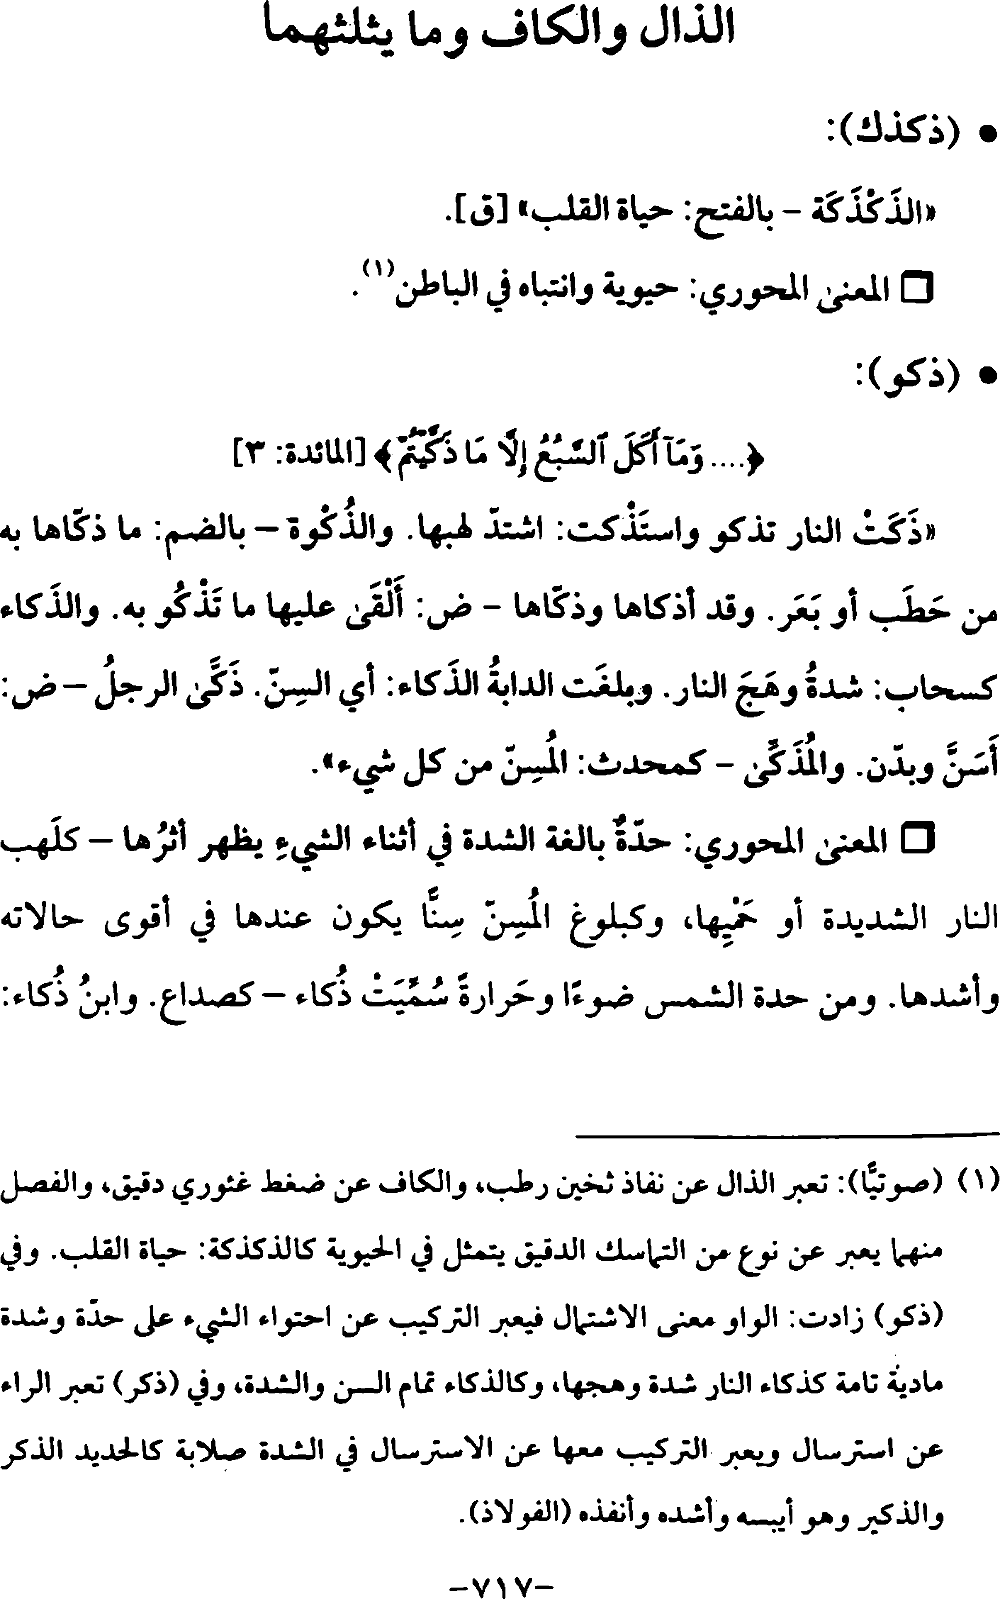 الذال والكاف وما يثلثهما
• (ذكذك):
«الذَكْذَكَة – بالفتح: حياة القلب» [ق].
□ المعنى المحوري: حيوية وانتباه في الباطن(١).
• (ذكو):
﴿.... وَمَآ أَكَلَ ٱلسَّبُعُ إِلَّا مَا ذَكَّيْتُمْ﴾ [المائدة: ٣]
«ذَكَتْ النار تذكو واستَذْكت: اشتدّ لهبها. والذُكْوة – بالضم: ما ذكّاها به
من حَطَب أو بَعَر. وقد أذكاها وذكّاها – ض: أَلْقَى عليها ما تَذْكُو به. والذَكاء
كسحاب: شدةُ وهَجَ النار. وبلغَت الدابةُ الذَكاء: أي السِنّ. ذَكَّى الرجلُ – ض:
أَسَنَّ وبدّن. والمُذَكِّى – كمحدث: المُسِنّ من كل شيء».
□ المعنى المحوري: حدّةٌ بالغة الشدة في أثناء الشيءِ يظهر أثرُها – كلَهب
النار الشديدة أو حَمْيِها، وكبلوغ المُسِنّ سِنًّا يكون عندها في أقوى حالاته
وأشدها. ومن حدة الشمس ضوءًا وحَرارةً سُمِّيَتْ ذُكاء – كصداع. وابنُ ذُكاء:
(١) (صوتيًّا): تعبر الذال عن نفاذ ثخين رطب، والكاف عن ضغط غئوري دقيق، والفصل
منهما يعبر عن نوع من التماسك الدقيق يتمثل في الحيوية كالذكذكة: حياة القلب. وفي
(ذكو) زادت: الواو معنى الاشتمال فيعبر التركيب عن احتواء الشيء على حدّة وشدة
مادية تامة كذكاء النار شدة وهجها، وكالذكاء تمام السن والشدة، وفي (ذكر) تعبر الراء
عن استرسال ويعبر التركيب معها عن الاسترسال في الشدة صلابة كالحديد الذكر
والذكير وهو أيبسه وأشده وأنفذه (الفولاذ).
–٧١٧–